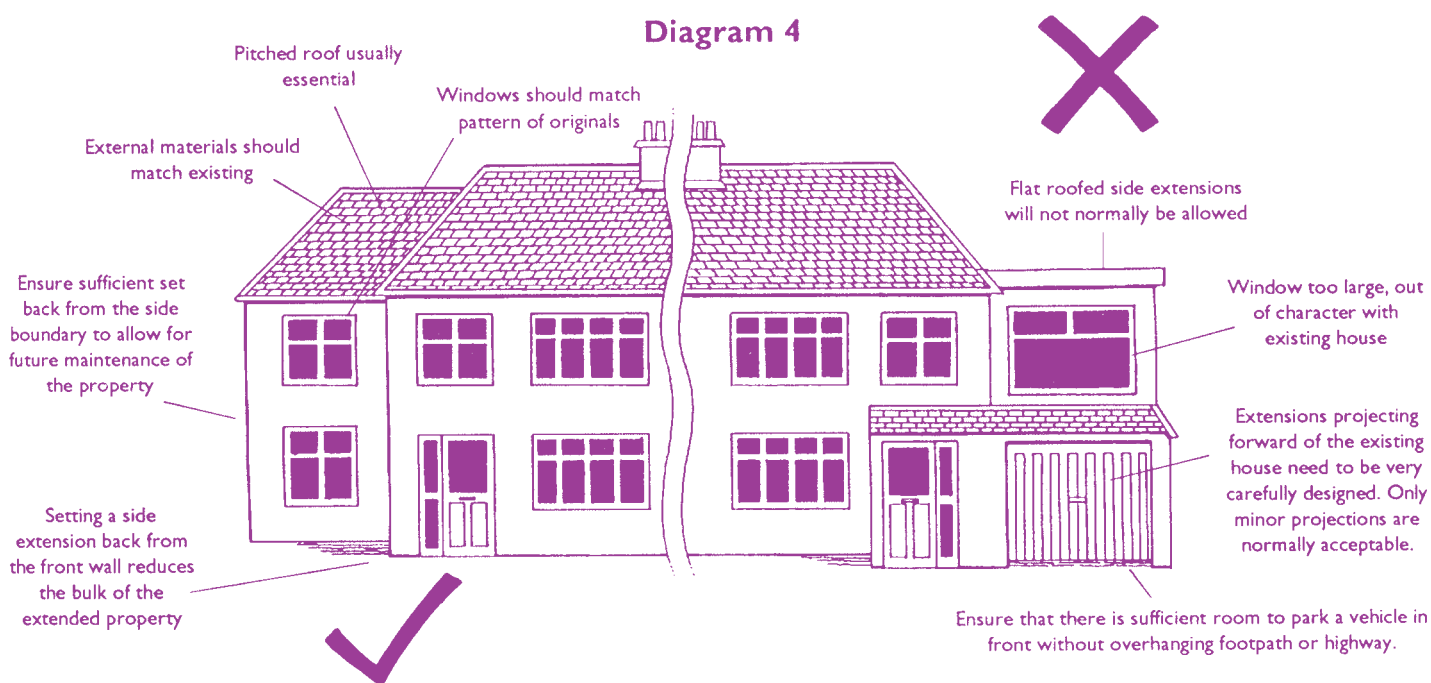 Diagram 4
Pitched roof usually
essential
Windows should match
pattern of originals
External materials should
match existing
Ensure sufficient set
back from the side
boundary to allow for
future maintenance of
the property
Setting a side
extension back from
the front wall reduces
the bulk of the
extended property
Flat roofed side extensions
will not normally be allowed
Window too large, out
of character with
existing house
Extensions projecting
forward of the existing
house need to be very
carefully designed. Only
minor projections are
normally acceptable.
Ensure that there is sufficient room to park a vehicle in
front without overhanging footpath or highway.